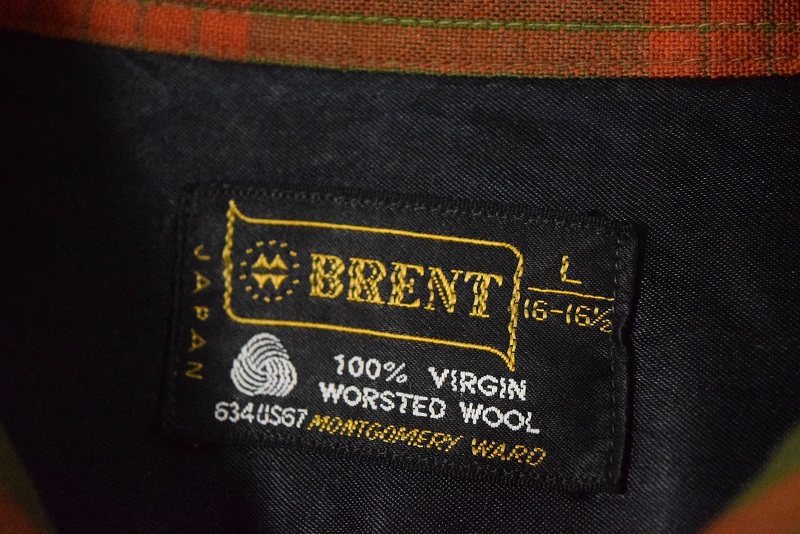 JAPAN
BRENT
L
16-16½
100% VIRGIN
WORSTED WOOL
634US67 MONTGOMERY WARD